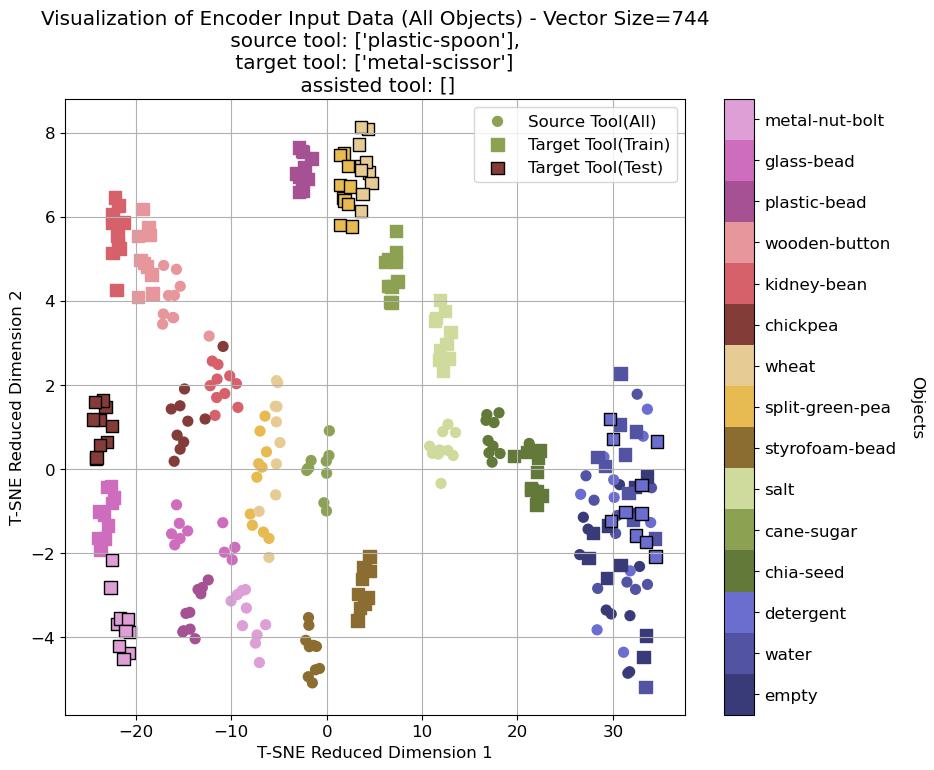 Visualization of Encoder Input Data (All Objects) - Vector Size=744
source tool: ['plastic-spoon'],
target tool: ['metal-scissor']
assisted tool: []
Source Tool(All)
Target Tool(Train)
Target Tool(Test)
8
6
4
2
0
−2
−4
−20
−10
0
10
20
30
T-SNE Reduced Dimension 1
T-SNE Reduced Dimension 2
metal-nut-bolt
glass-bead
plastic-bead
wooden-button
kidney-bean
chickpea
wheat
split-green-pea
styrofoam-bead
salt
cane-sugar
chia-seed
detergent
water
empty
Objects